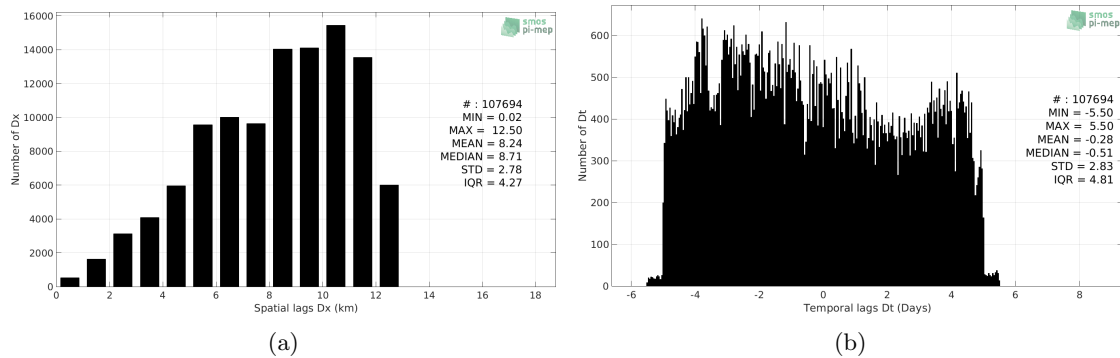 16000
14000
12000
10000
8000
6000
4000
2000
0
Number of Dx
0 2 4 6 8 10 12 14 16 18
Spatial lags Dx (km)
smos
pi-mep
# : 107694
MIN = 0.02
MAX = 12.50
MEAN = 8.24
MEDIAN = 8.71
STD = 2.78
IQR = 4.27
(a)
600
500
400
300
200
100
0
Number of Dt
-6 -4 -2 0 2 4 6 8
Temporal lags Dt (Days)
smos
pi-mep
# : 107694
MIN = -5.50
MAX = 5.50
MEAN = -0.28
MEDIAN = -0.51
STD = 2.83
IQR = 4.81
(b)